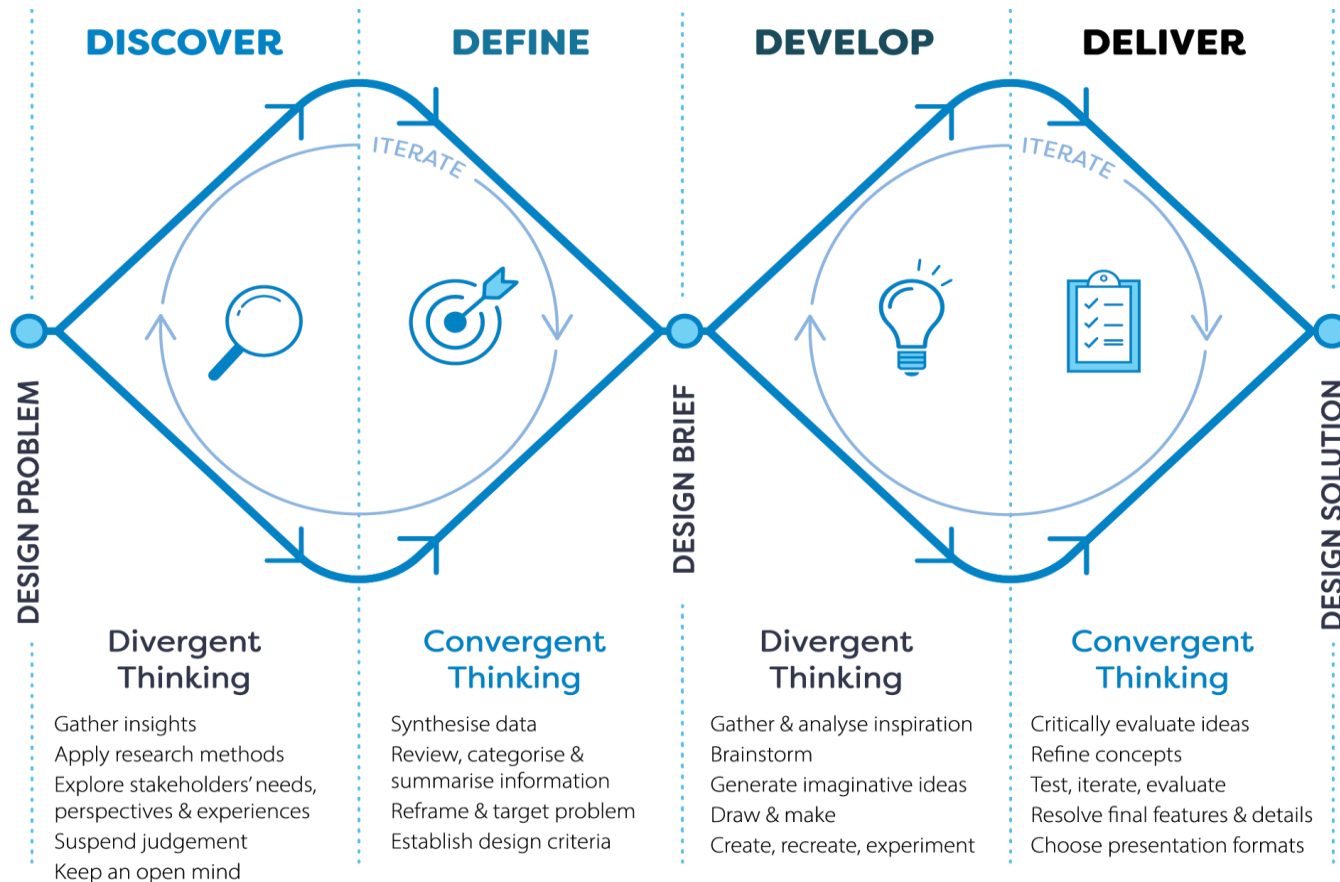 DISCOVER
DEFINE
DEVELOP
DELIVER
ITERATE
ITERATE
DESIGN PROBLEM
DESIGN BRIEF
DESIGN SOLUTION
Divergent
Thinking
Gather insights
Apply research methods
Explore stakeholders' needs,
perspectives & experiences
Suspend judgement
Keep an open mind
Convergent
Thinking
Synthesise data
Review, categorise &
summarise information
Reframe & target problem
Establish design criteria
Divergent
Thinking
Gather & analyse inspiration
Brainstorm
Generate imaginative ideas
Draw & make
Create, recreate, experiment
Convergent
Thinking
Critically evaluate ideas
Refine concepts
Test, iterate, evaluate
Resolve final features & details
Choose presentation formats